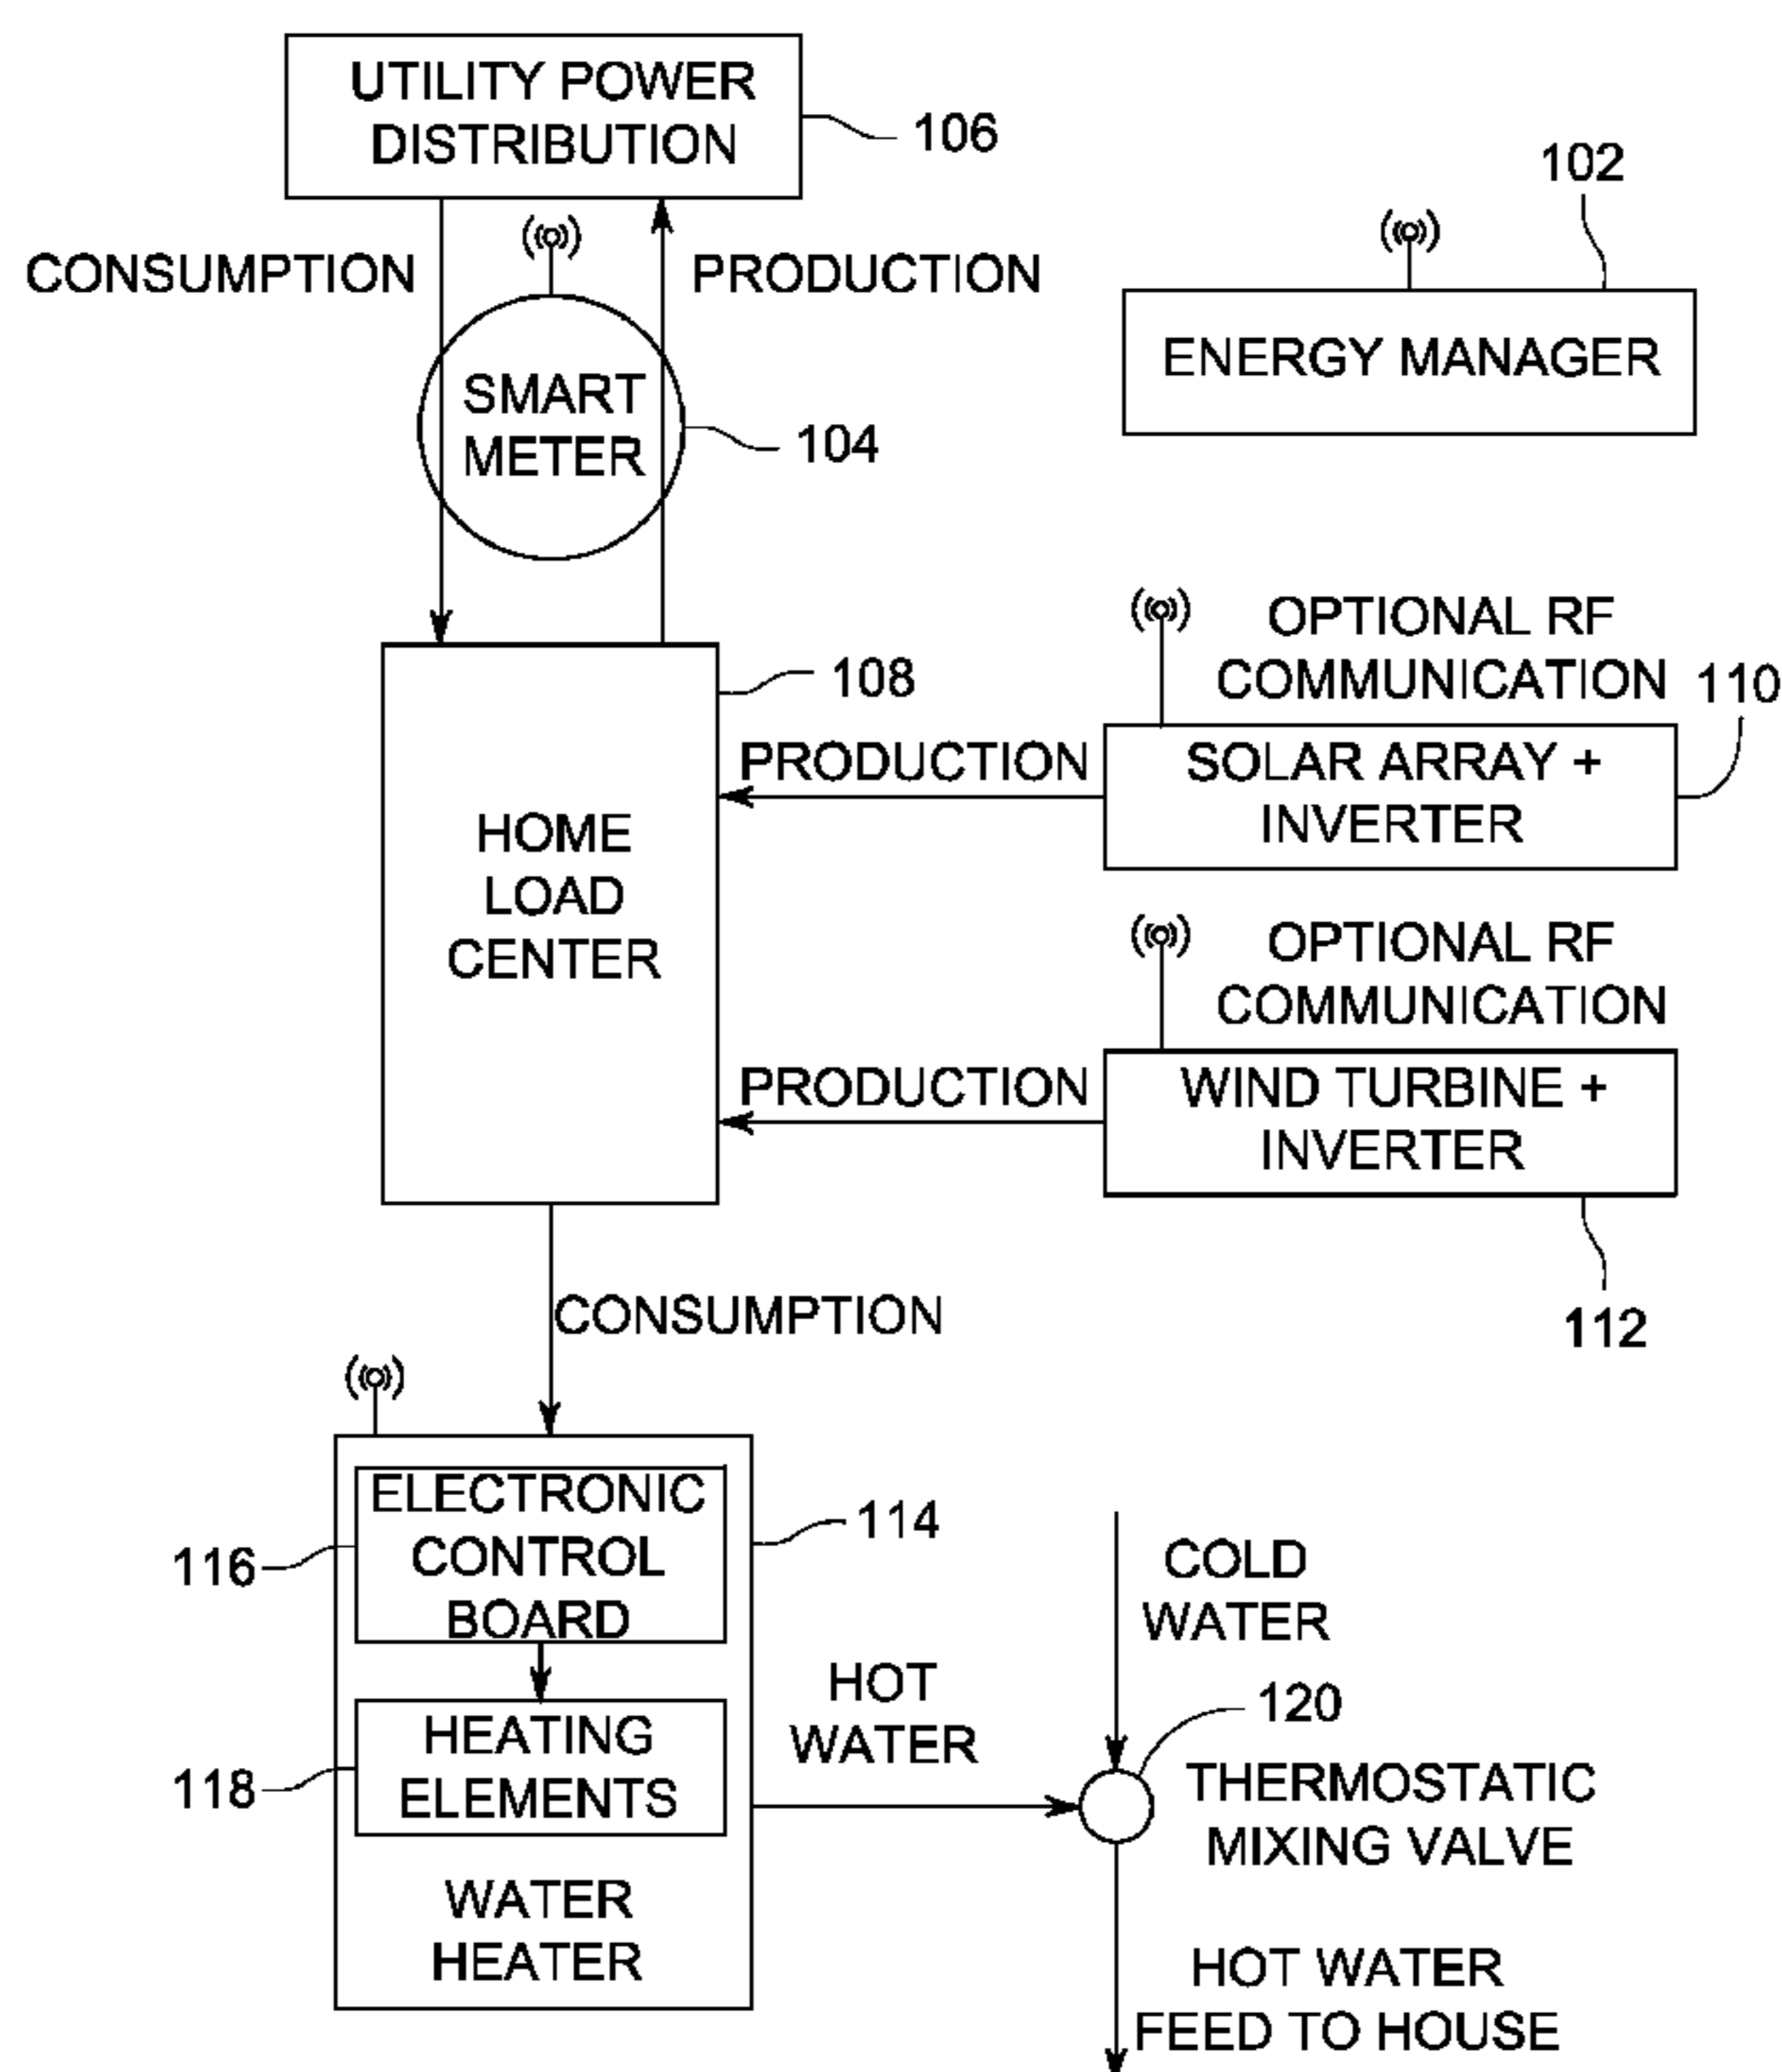 UTILITY POWER
DISTRIBUTION
106
102
CONSUMPTION
PRODUCTION
ENERGY MANAGER
SMART
METER
104
OPTIONAL RF
COMMUNICATION
110
108
PRODUCTION
SOLAR ARRAY +
INVERTER
HOME
LOAD
CENTER
OPTIONAL RF
COMMUNICATION
PRODUCTION
WIND TURBINE +
INVERTER
112
CONSUMPTION
ELECTRONIC
CONTROL
BOARD
114
116
COLD
WATER
HOT
WATER
120
HEATING
ELEMENTS
118
THERMOSTATIC
MIXING VALVE
WATER
HEATER
HOT WATER
FEED TO HOUSE